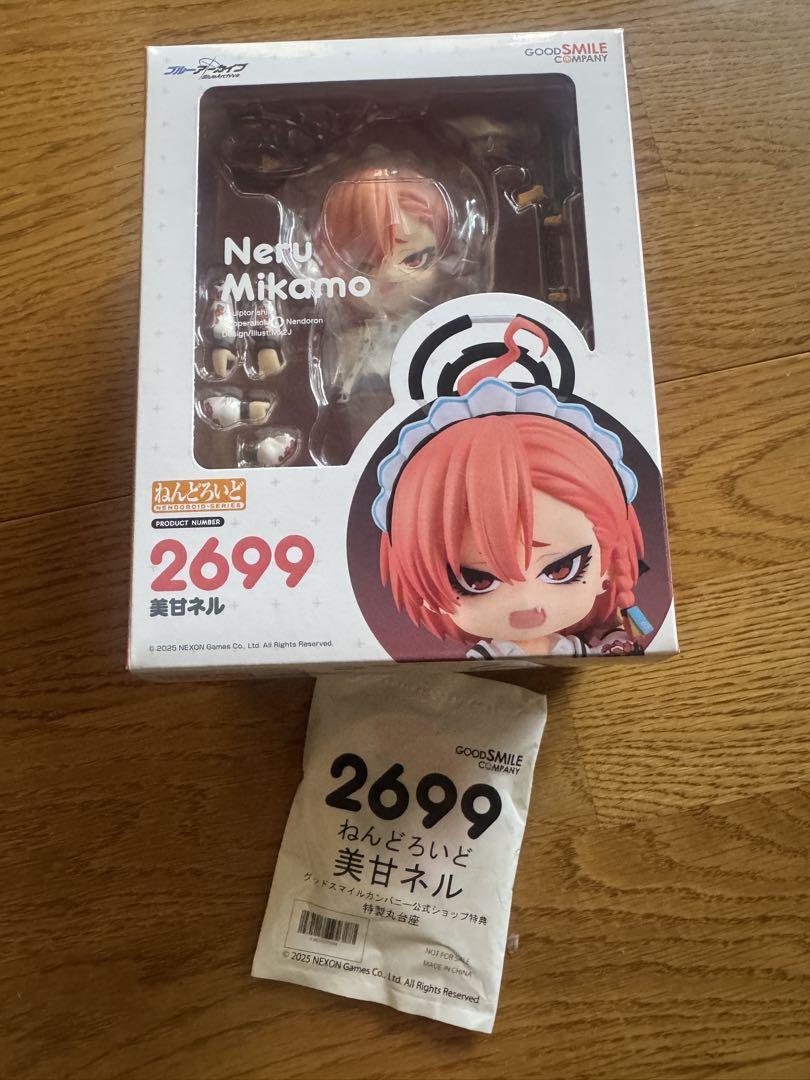 ブルーアーカイブ
BlueArchive
GOOD SMILE
COMPANY
Neru
Mikamo
Nendoron
Design/Illust:
ねんどろいど
NENDOROID-SERIES
PRODUCT NUMBER
2699
美甘ネル
© 2025 NEXON Games Co., Ltd. All Rights Reserved.
GOOD SMILE
COMPANY
2699
ねんどろいど
美甘ネル
グッドスマイルカンパニー公式ショップ特典
特製丸台座
NOT FOR SALE
MADE IN CHINA
© 2025 NEXON Games Co., Ltd. All Rights Reserved